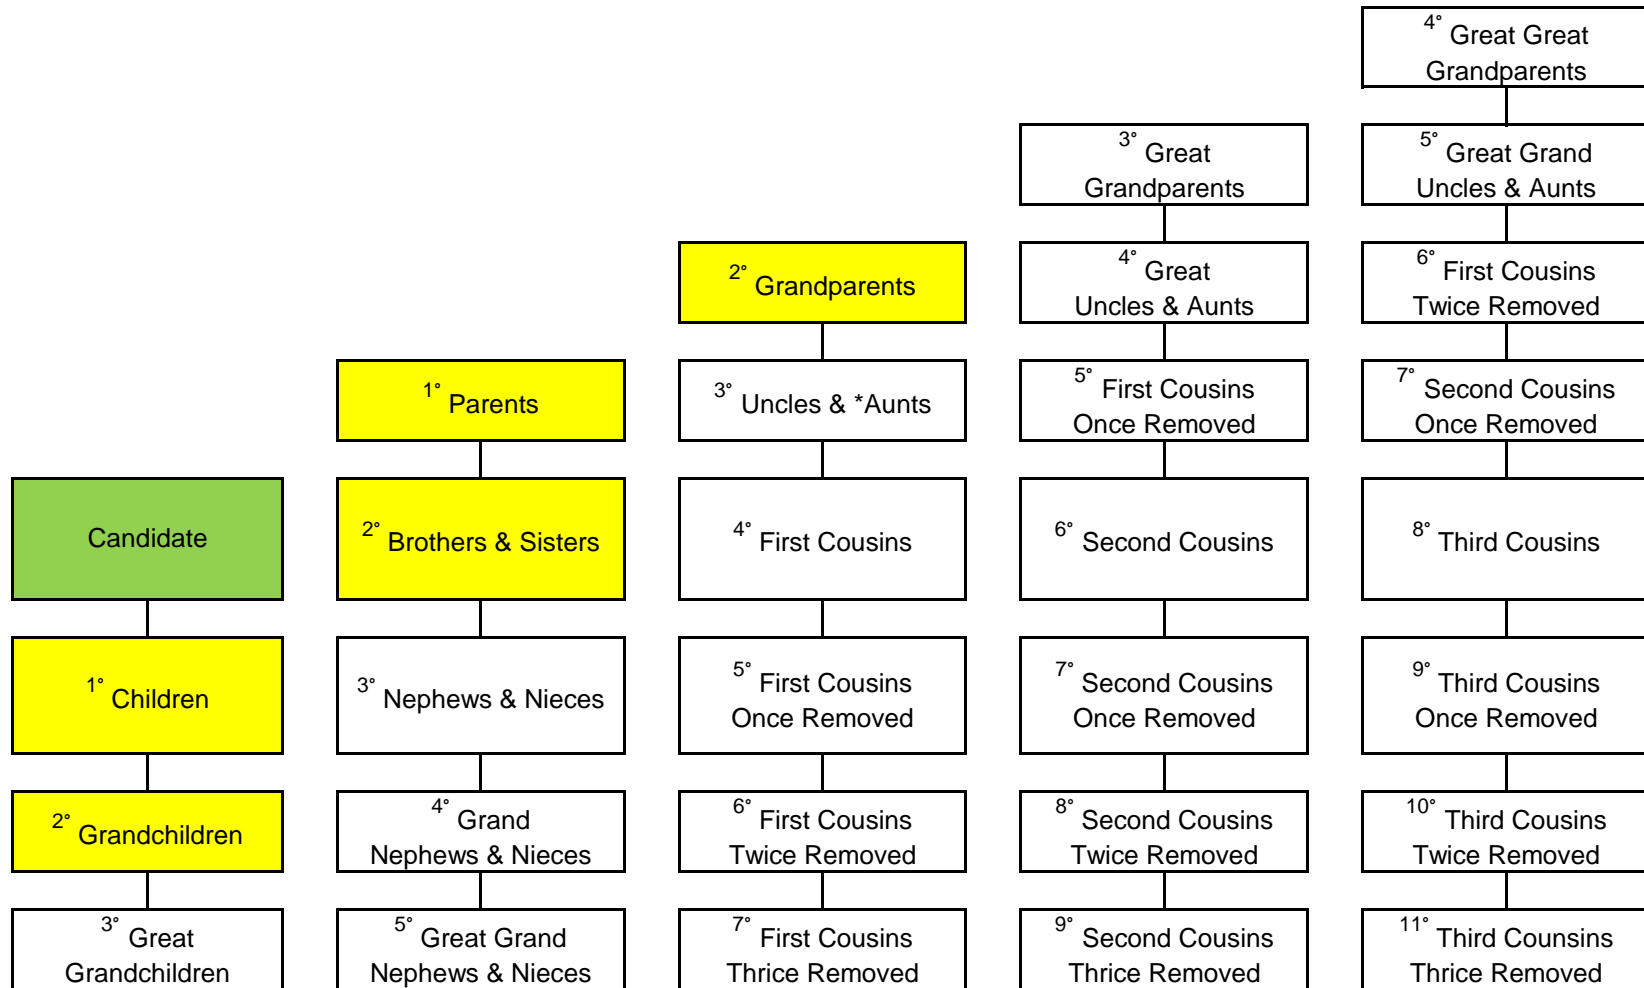 4° Great Great
Grandparents
3° Great
Grandparents
5° Great Grand
Uncles & Aunts
2° Grandparents
4° Great
Uncles & Aunts
6° First Cousins
Twice Removed
1° Parents
3° Uncles & *Aunts
5° First Cousins
Once Removed
7° Second Cousins
Once Removed
Candidate
2° Brothers & Sisters
4° First Cousins
6° Second Cousins
8° Third Cousins
1° Children
3° Nephews & Nieces
5° First Cousins
Once Removed
7° Second Cousins
Once Removed
9° Third Cousins
Once Removed
2° Grandchildren
4° Grand
Nephews & Nieces
6° First Cousins
Twice Removed
8° Second Cousins
Twice Removed
10° Third Cousins
Twice Removed
3° Great
Grandchildren
5° Great Grand
Nephews & Nieces
7° First Cousins
Thrice Removed
9° Second Cousins
Thrice Removed
11° Third Counsins
Thrice Removed